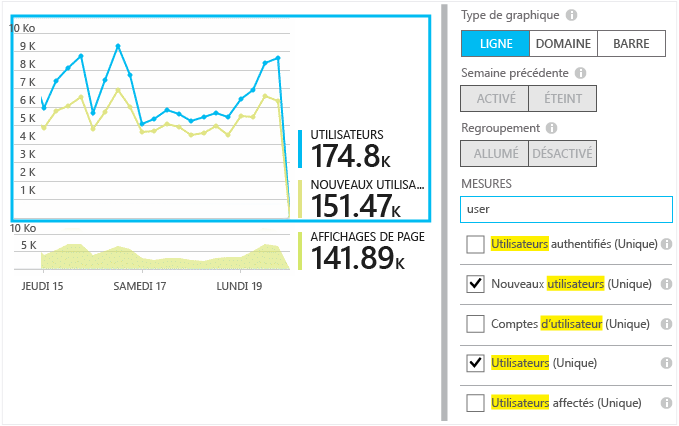 10 Ko
9 K
8 K
7 K
6 K
5 K
4 K
3 K
2 K
1 K
UTILISATEURS
174.8K
NOUVEAUX UTILISA...
151.47K
10 Ko
5 K
AFFICHAGES DE PAGE
141.89K
JEUDI 15 SAMEDI 17 LUNDI 19
Type de graphique
LIGNE DOMAINE BARRE
Semaine précédente
ACTIVÉ ÉTEINT
Regroupement
ALLUMÉ DÉSACTIVÉ
MESURES
user
Utilisateurs authentifiés (Unique)
Nouveaux utilisateurs (Unique)
Comptes d'utilisateur (Unique)
Utilisateurs (Unique)
Utilisateurs affectés (Unique)